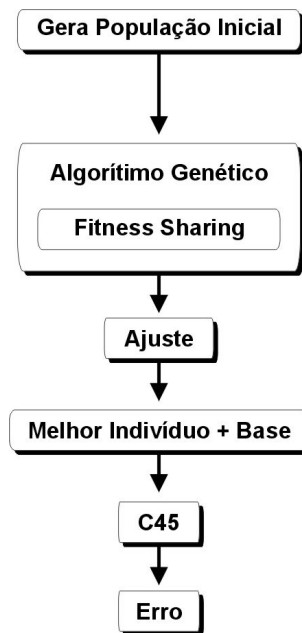 Gera População Inicial
Algorítimo Genético
Fitness Sharing
Ajuste
Melhor Indivíduo + Base
C45
Erro